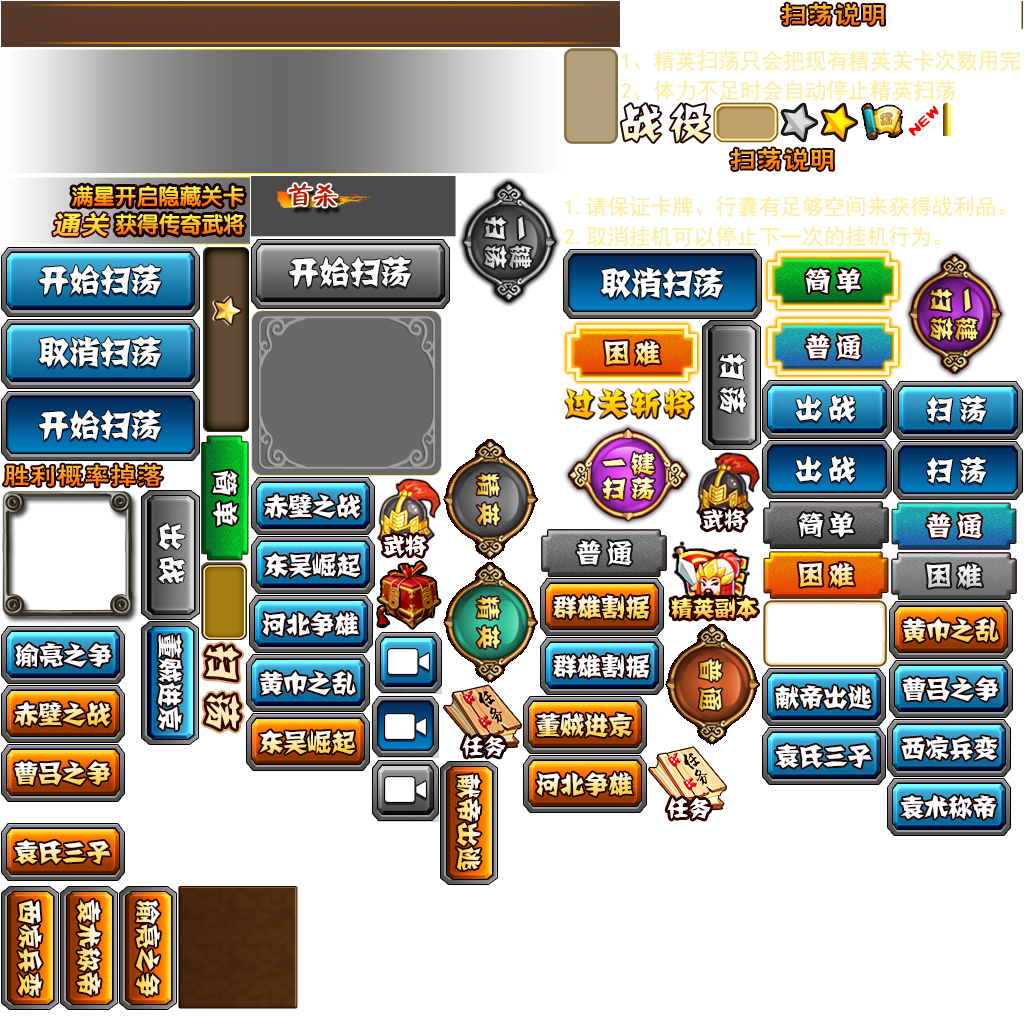 扫荡说明
1、精英扫荡只会把现有精英关卡次数用完
2、体力不足时会自动停止精英扫荡
战役
NEW
扫荡说明
满星开启隐藏关卡
通关获得传奇武将
首杀
一键扫荡
1.请保证卡牌、行囊有足够空间来获得战利品。
2.取消挂机可以停止下一次的挂机行为。
开始扫荡
开始扫荡
取消扫荡
简单
一键扫荡
取消扫荡
困难
扫荡
普通
过关斩将
出战
扫荡
开始扫荡
胜利概率掉落
简单
精英
一键扫荡
武将
出战
扫荡
出战
赤壁之战
武将
普通
简单
普通
东吴崛起
精英
群雄割据
精英副本
困难
困难
河北争雄
瑜亮之争
董贼进京
扫荡
黄巾之乱
群雄割据
普通
黄巾之乱
赤壁之战
东吴崛起
任务
任务
董贼进京
献帝出逃
曹吕之争
曹吕之争
献帝出逃
河北争雄
任务
任务
袁氏三子
西凉兵变
袁术称帝
袁氏三子
西凉兵变
袁术称帝
瑜亮之争